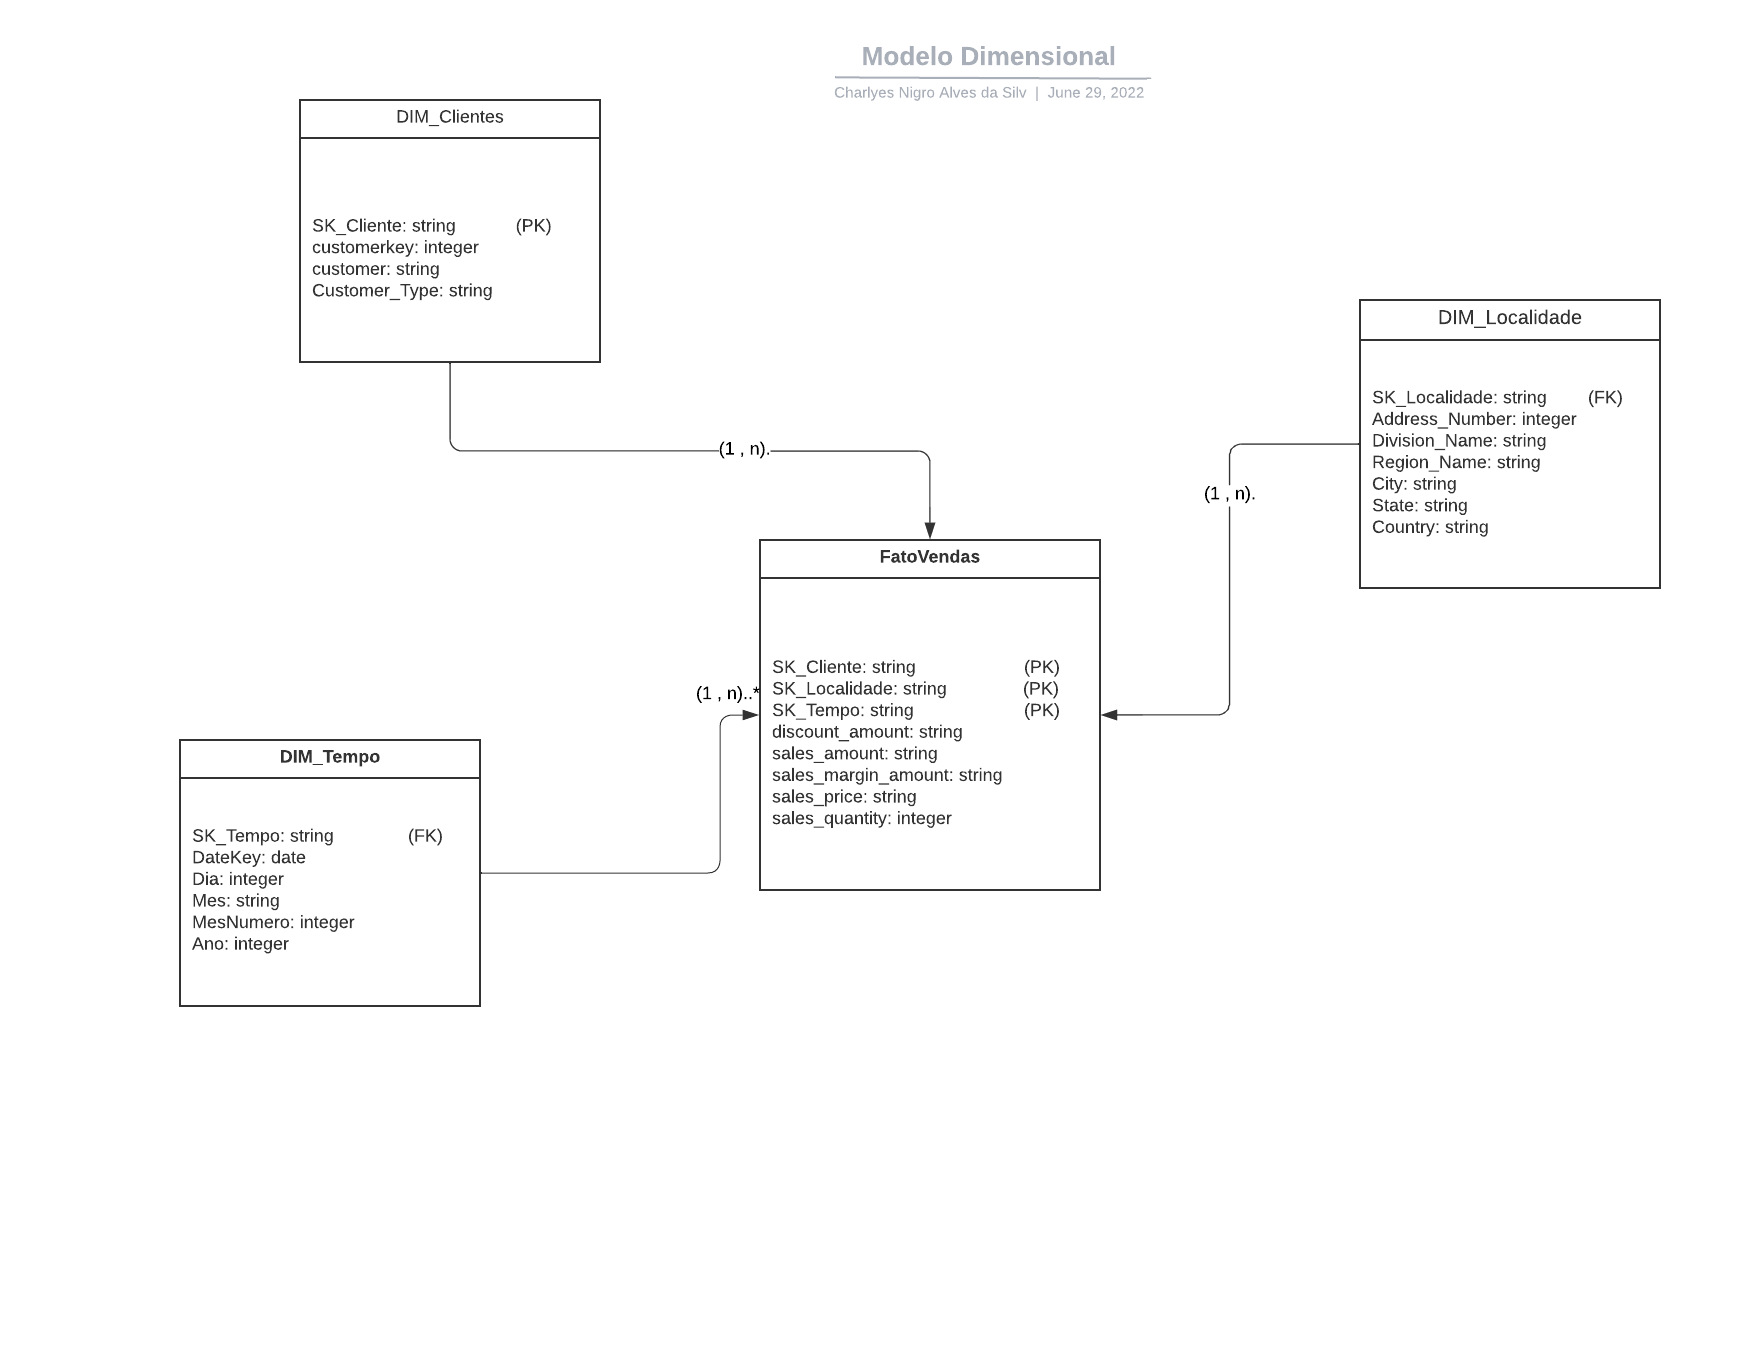 Modelo Dimensional
Charlyes Nigro Alves da Silv | June 29, 2022
DIM_Clientes
SK_Cliente: string (PK)
customerkey: integer
customer: string
Customer_Type: string
DIM_Localidade
SK_Localidade: string (FK)
Address_Number: integer
Division_Name: string
Region_Name: string
City: string
State: string
Country: string
(1 , n).
(1 , n).
FatoVendas
SK_Cliente: string (PK)
SK_Localidade: string (PK)
SK_Tempo: string (PK)
discount_amount: string
sales_amount: string
sales_margin_amount: string
sales_price: string
sales_quantity: integer
(1 , n)..*
DIM_Tempo
SK_Tempo: string (FK)
DateKey: date
Dia: integer
Mes: string
MesNumero: integer
Ano: integer